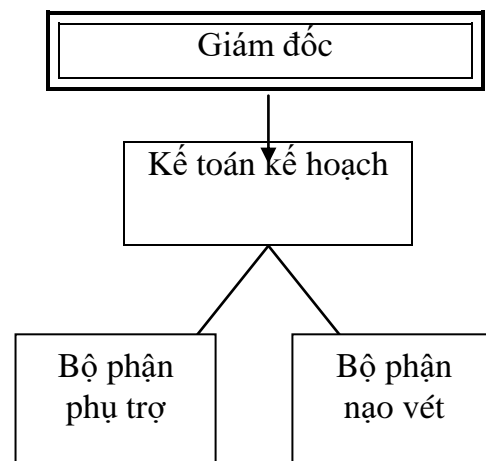 Giám đốc
Kế toán kế hoạch
Bộ phận
phụ trợ
Bộ phận
nạo vét